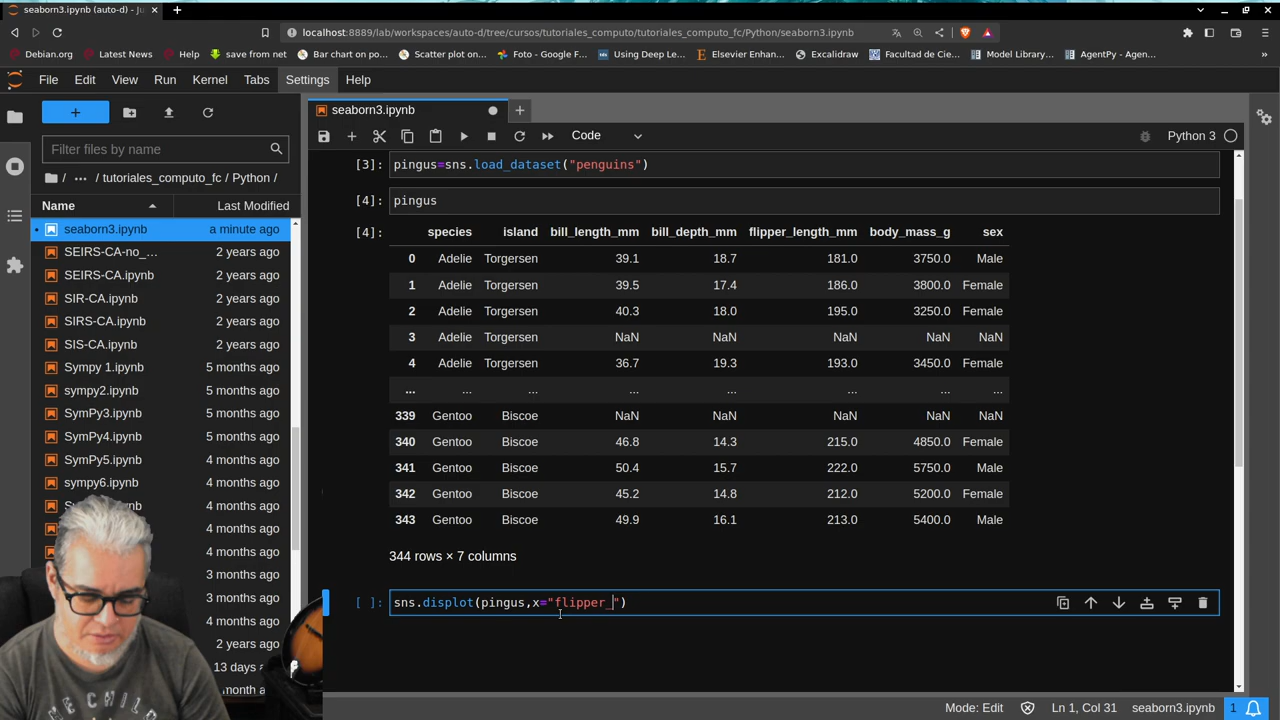 seaborn3.ipynb (auto-d) - Ju
localhost:8889/lab/workspaces/auto-d/tree/cursos/tutoriales_computo/tutoriales_computo_fc/Python/seaborn3.ipynb
Debian.org
Latest News
Help
save from net
Bar chart on po...
Scatter plot on...
Foto - Google F...
Using Deep Le...
Elsevier Enhan...
Excalidraw
Facultad de Cie...
Model Library...
AgentPy - Agen...
File Edit View Run Kernel Tabs Settings Help
Filter files by name
/ ... / tutoriales_computo_fc / Python /
Name Last Modified
seaborn3.ipynb a minute ago
SEIRS-CA-no_... 2 years ago
SEIRS-CA.ipynb 2 years ago
SIR-CA.ipynb 2 years ago
SIRS-CA.ipynb 2 years ago
SIS-CA.ipynb 2 years ago
Sympy 1.ipynb 5 months ago
sympy2.ipynb 5 months ago
SymPy3.ipynb 5 months ago
SymPy4.ipynb 5 months ago
SymPy5.ipynb 4 months ago
sympy6.ipynb 4 months ago
4 months ago
4 months ago
4 months ago
3 months ago
3 months ago
4 months ago
2 years ago
13 days
seaborn3.ipynb
Code
Python 3
[3]: pingus=sns.load_dataset("penguins")
[4]: pingus
[4]: species island bill_length_mm bill_depth_mm flipper_length_mm body_mass_g sex
0 Adelie Torgersen 39.1 18.7 181.0 3750.0 Male
1 Adelie Torgersen 39.5 17.4 186.0 3800.0 Female
2 Adelie Torgersen 40.3 18.0 195.0 3250.0 Female
3 Adelie Torgersen NaN NaN NaN NaN NaN
4 Adelie Torgersen 36.7 19.3 193.0 3450.0 Female
... ... ... ... ... ... ... ...
339 Gentoo Biscoe NaN NaN NaN NaN NaN
340 Gentoo Biscoe 46.8 14.3 215.0 4850.0 Female
341 Gentoo Biscoe 50.4 15.7 222.0 5750.0 Male
342 Gentoo Biscoe 45.2 14.8 212.0 5200.0 Female
343 Gentoo Biscoe 49.9 16.1 213.0 5400.0 Male
344 rows × 7 columns
[ ]: sns.displot(pingus,x="flipper_")
Mode: Edit Ln 1, Col 31 seaborn3.ipynb 1